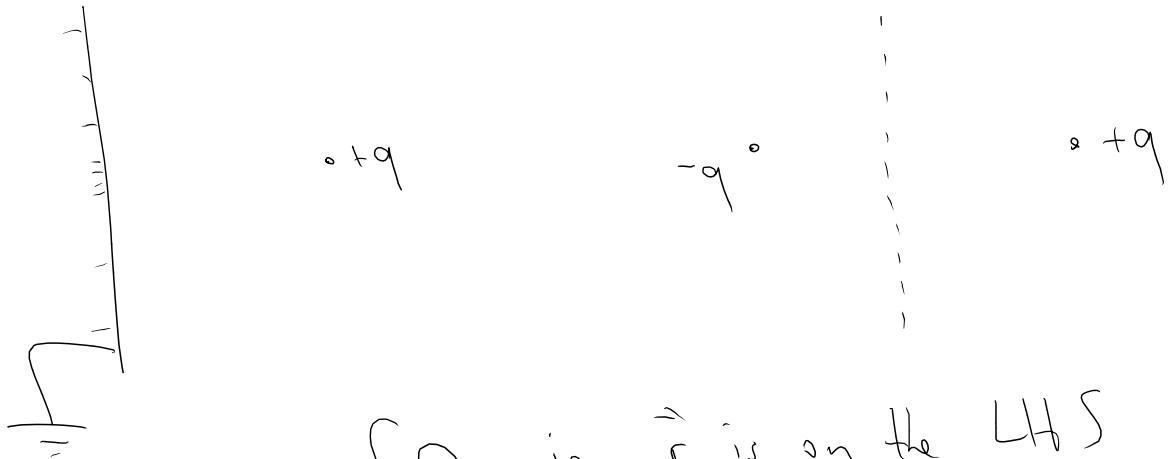 +q -q +q
r⃗ is on the LHS